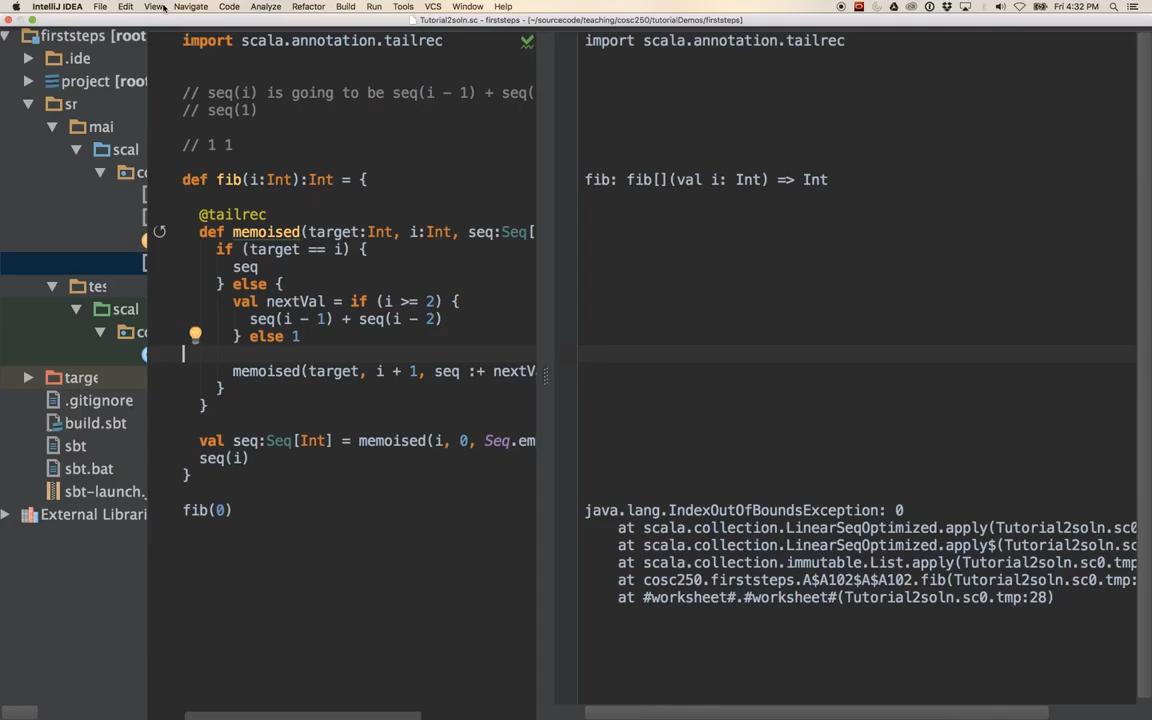 IntelliJ IDEA File Edit View Navigate Code Analyze Refactor Build Run Tools VCS Window Help Fri 4:32 PM
Tutorial2soln.sc - firststeps - [~/sourcecode/teaching/cosc250/tutorialDemos/firststeps]
firststeps [root
.ide
project [root
sr
mai
scal
co
tes
scal
co
targe
.gitignore
build.sbt
sbt
sbt.bat
sbt-launch.
External Librari
import scala.annotation.tailrec
// seq(i) is going to be seq(i - 1) + seq(
// seq(1)
// 1 1
def fib(i:Int):Int = {
@tailrec
def memoised(target:Int, i:Int, seq:Seq[
if (target == i) {
seq
} else {
val nextVal = if (i >= 2) {
seq(i - 1) + seq(i - 2)
} else 1
memoised(target, i + 1, seq :+ nextV
}
}
val seq:Seq[Int] = memoised(i, 0, Seq.em
seq(i)
}
fib(0)
import scala.annotation.tailrec
fib: fib[](val i: Int) => Int
java.lang.IndexOutOfBoundsException: 0
at scala.collection.LinearSeqOptimized.apply(Tutorial2soln.sc0
at scala.collection.LinearSeqOptimized.apply$(Tutorial2soln.sc
at scala.collection.immutable.List.apply(Tutorial2soln.sc0.tmp
at cosc250.firststeps.A$A102$A$A102.fib(Tutorial2soln.sc0.tmp:
at #worksheet#.#worksheet#(Tutorial2soln.sc0.tmp:28)